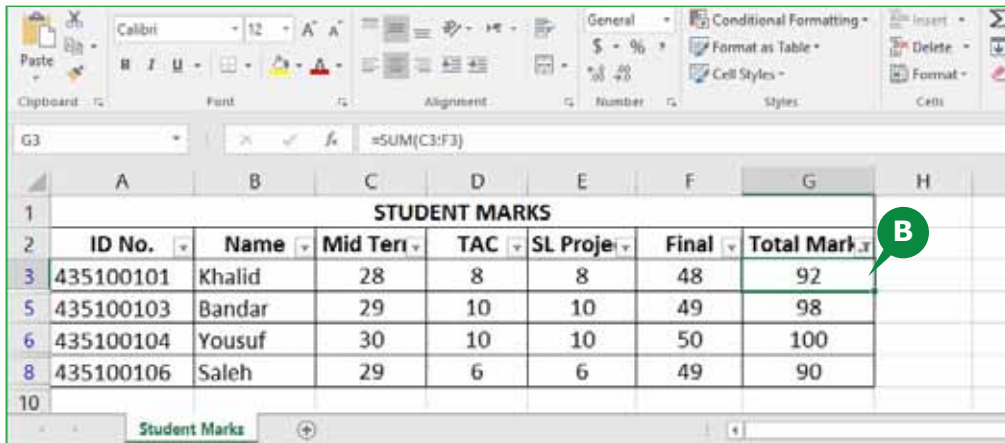 Calibri 12 A A General Conditional Formatting Insert
Paste B I U A $ % Format as Table Delete
Cell Styles Format
Clipboard Font Alignment Number Styles Cells
G3 fx =SUM(C3:F3)
A B C D E F G H
1 STUDENT MARKS
2 ID No. Name Mid Terr TAC SL Proje Final Total Mark B
3 435100101 Khalid 28 8 8 48 92
5 435100103 Bandar 29 10 10 49 98
6 435100104 Yousuf 30 10 10 50 100
8 435100106 Saleh 29 6 6 49 90
10
Student Marks